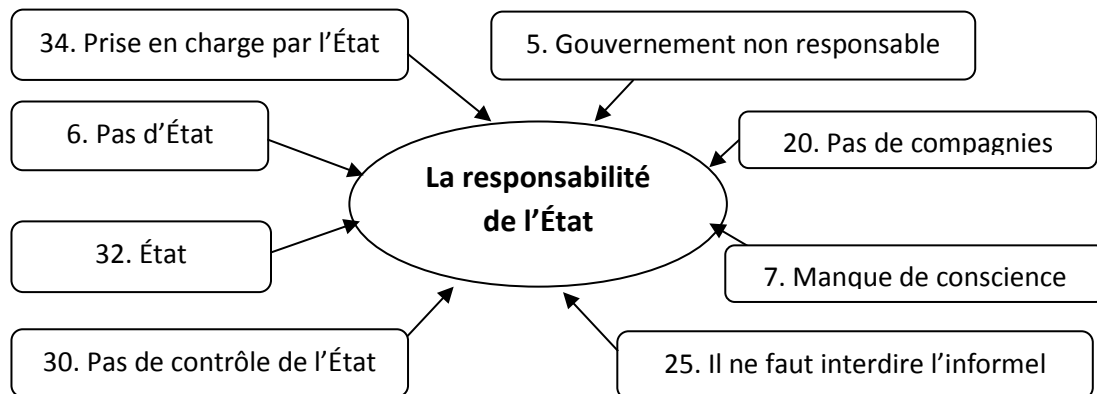 34. Prise en charge par l’État
5. Gouvernement non responsable
6. Pas d’État
20. Pas de compagnies
La responsabilité
de l’État
32. État
7. Manque de conscience
30. Pas de contrôle de l’État
25. Il ne faut interdire l’informel